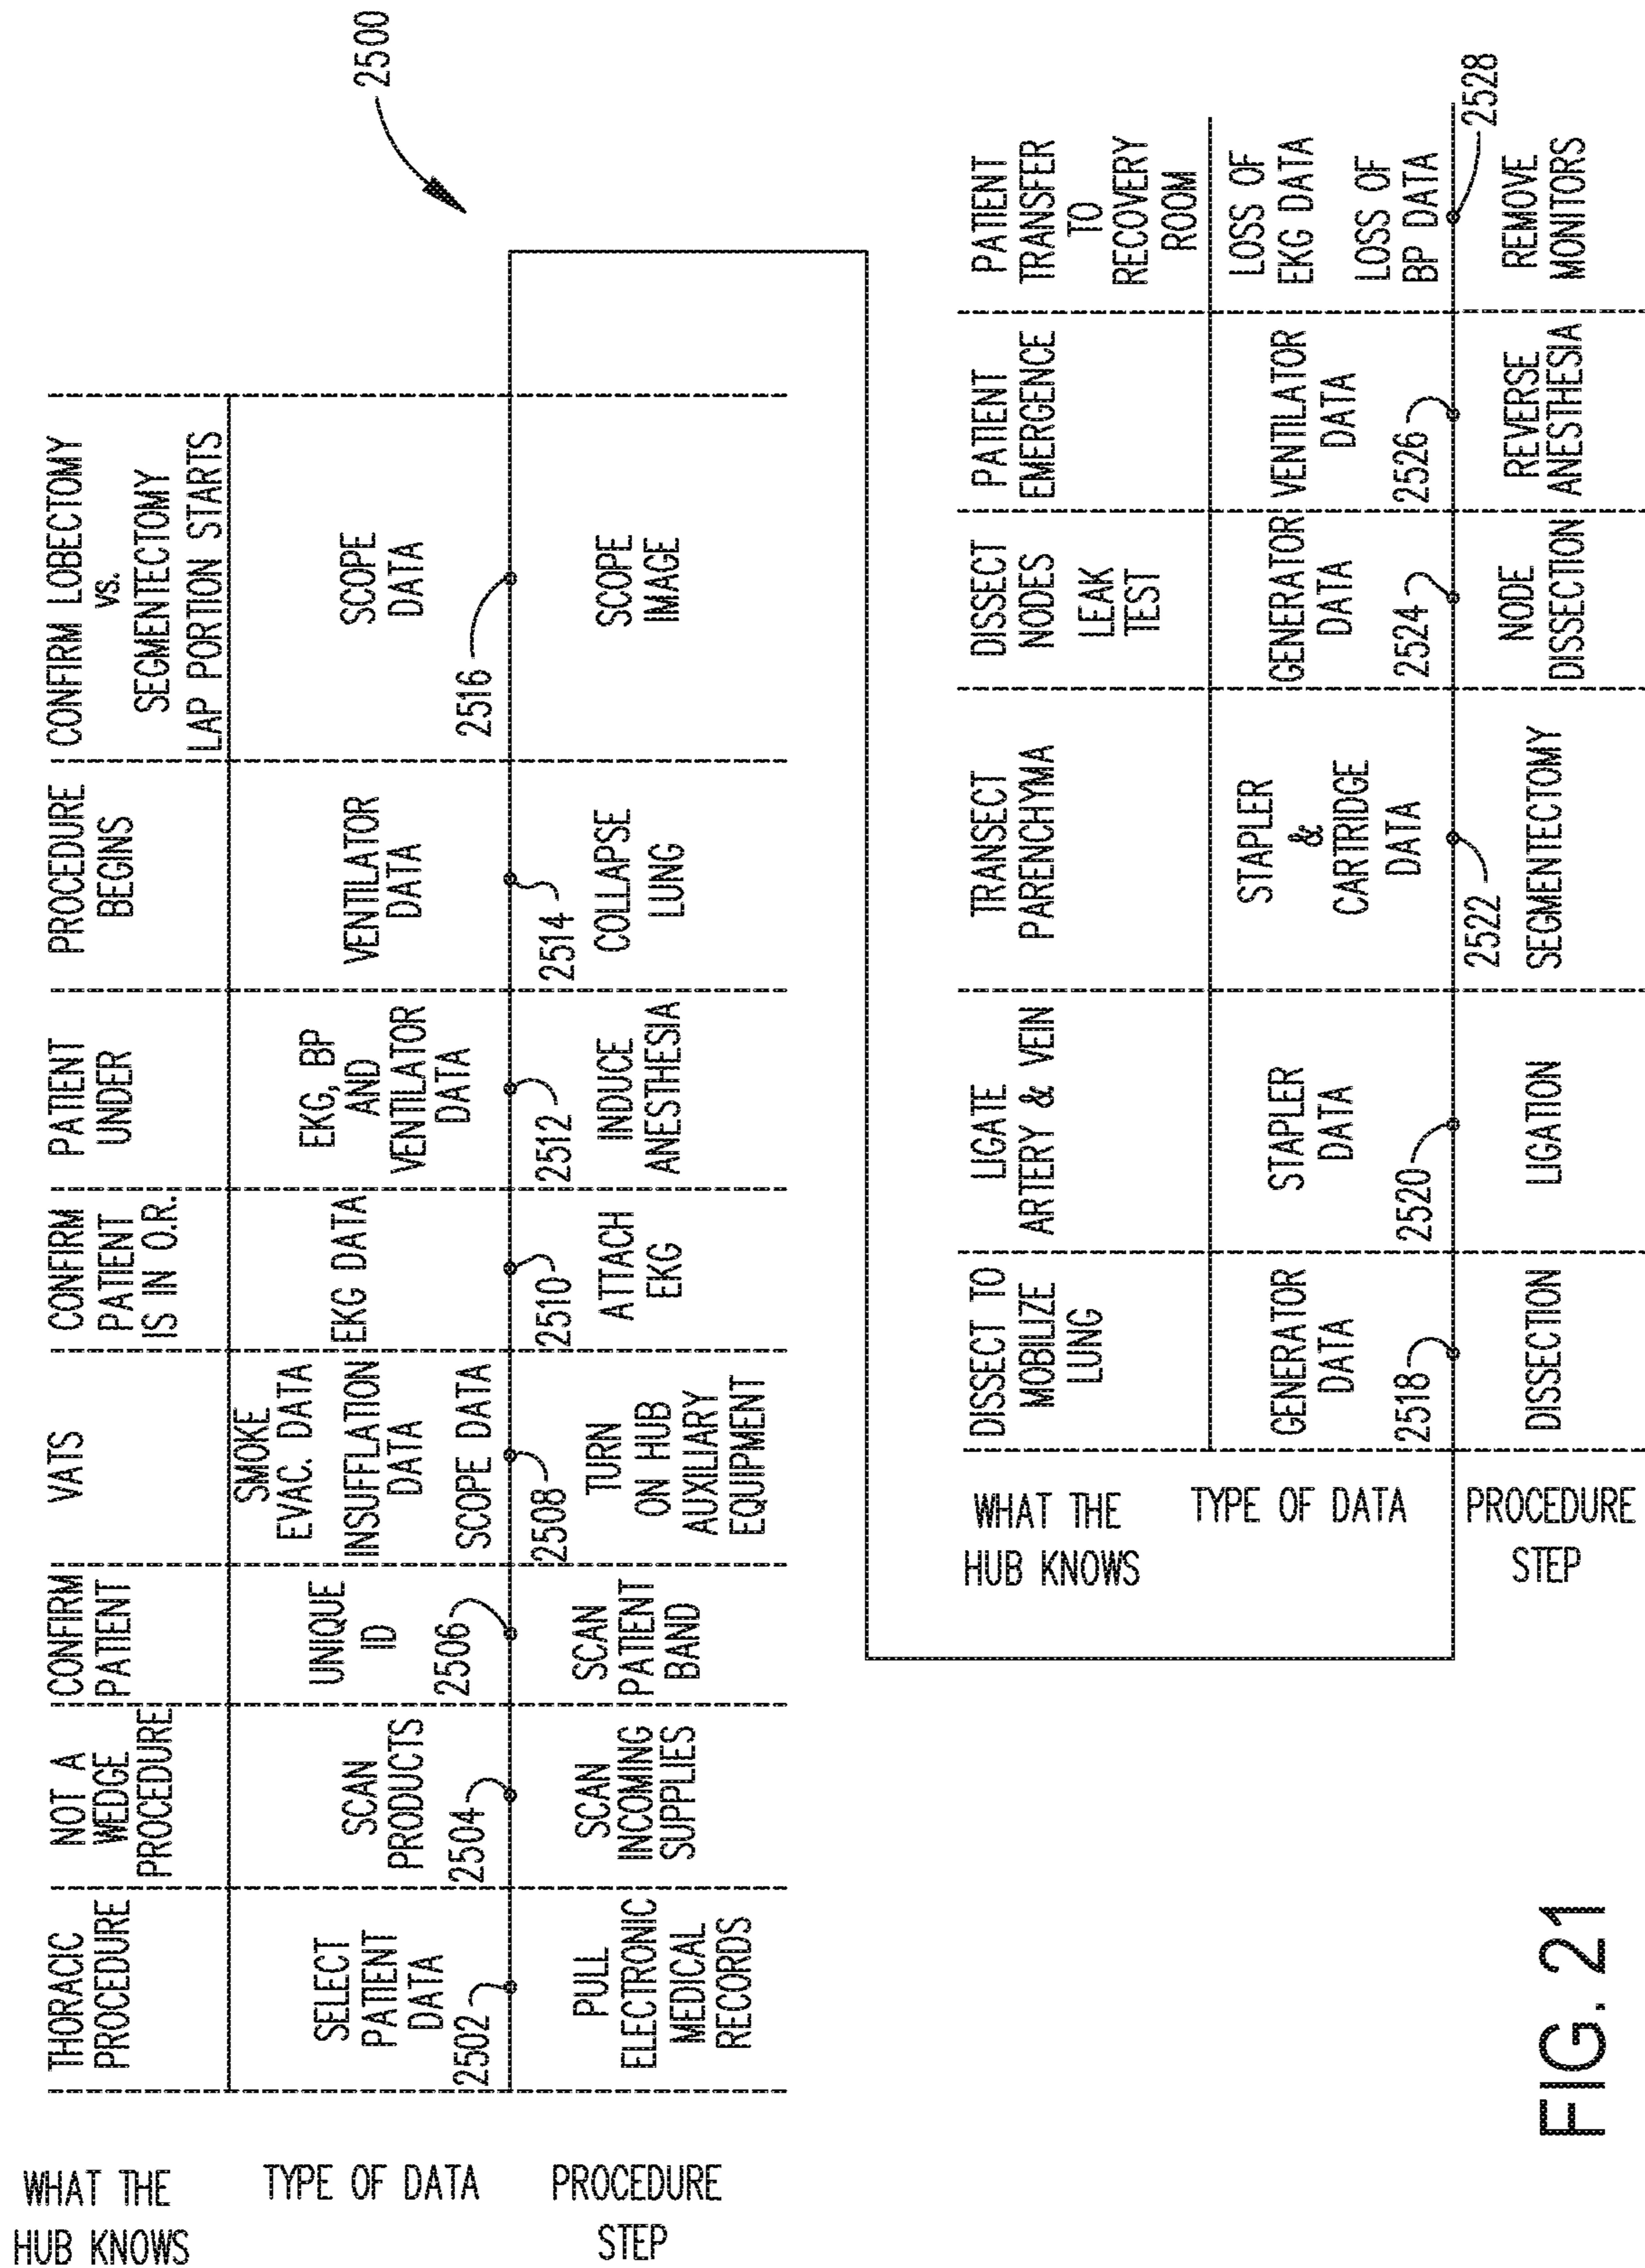 2500
WHAT THE
HUB KNOWS
THORACIC
PROCEDURE
NOT A
WEDGE
PROCEDURE
CONFIRM
PATIENT
VATS
CONFIRM
PATIENT
IS IN O.R.
PATIENT
UNDER
PROCEDURE
BEGINS
CONFIRM LOBECTOMY
VS.
SEGMENTECTOMY
LAP PORTION STARTS
TYPE OF DATA
SELECT
PATIENT
DATA
2502
SCAN
PRODUCTS
2504
UNIQUE
ID
2506
SMOKE
EVAC. DATA
INSUFFLATION
DATA
SCOPE DATA
2508
EKG DATA
2510
EKG, BP
AND
VENTILATOR
DATA
2512
VENTILATOR
DATA
2514
SCOPE
DATA
2516
PROCEDURE
STEP
PULL
ELECTRONIC
MEDICAL
RECORDS
SCAN
INCOMING
SUPPLIES
SCAN
PATIENT
BAND
TURN
ON HUB
AUXILIARY
EQUIPMENT
ATTACH
EKG
INDUCE
ANESTHESIA
COLLAPSE
LUNG
SCOPE
IMAGE
WHAT THE
HUB KNOWS
DISSECT TO
MOBILIZE
LUNG
LIGATE
ARTERY & VEIN
TRANSECT
PARENCHYMA
DISSECT
NODES
LEAK
TEST
PATIENT
EMERGENCE
PATIENT
TRANSFER
TO
RECOVERY
ROOM
TYPE OF DATA
GENERATOR
DATA
2518
STAPLER
DATA
2520
STAPLER
&
CARTRIDGE
DATA
2522
GENERATOR
DATA
2524
VENTILATOR
DATA
2526
LOSS OF
EKG DATA
LOSS OF
BP DATA
2528
PROCEDURE
STEP
DISSECTION
LIGATION
SEGMENTECTOMY
NODE
DISSECTION
REVERSE
ANESTHESIA
REMOVE
MONITORS
FIG. 21